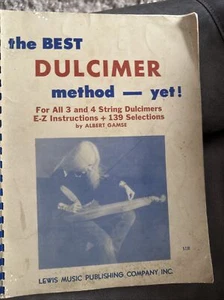 the BEST
DULCIMER
method — yet!
For All 3 and 4 String Dulcimers
E-Z Instructions + 139 Selections
by ALBERT GAMSE
LEWIS MUSIC PUBLISHING COMPANY, INC.